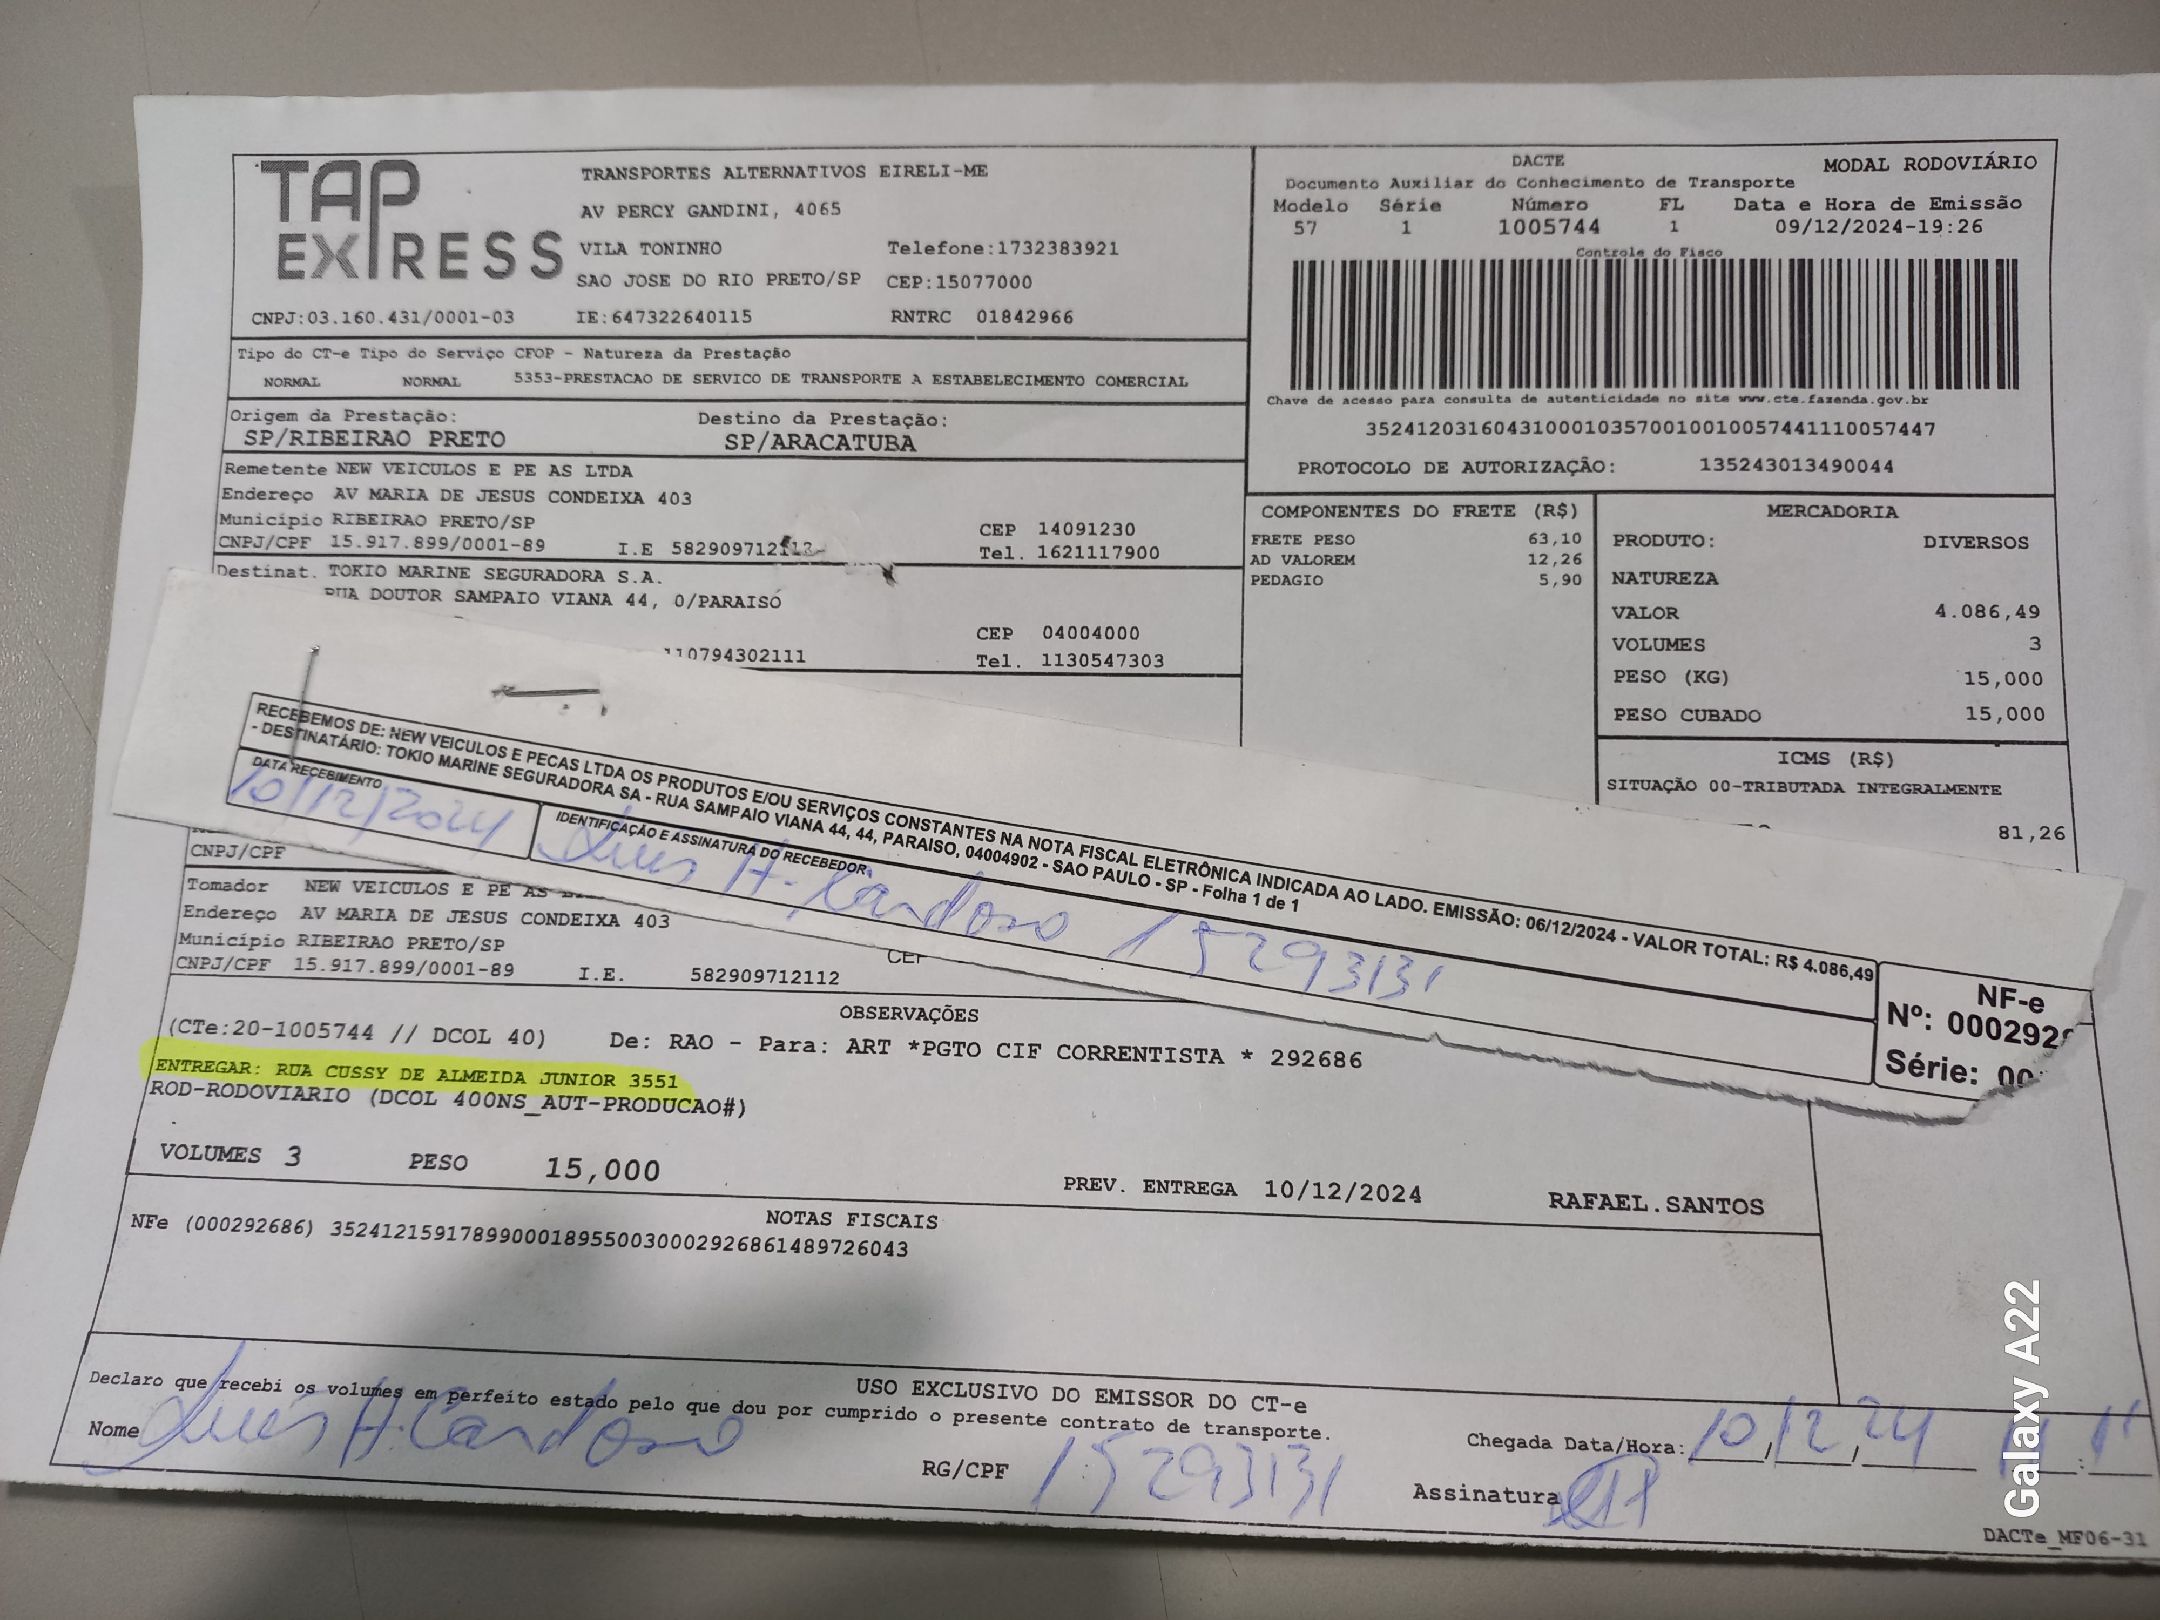 TAP EXPRESS
TRANSPORTES ALTERNATIVOS EIRELI-ME
AV PERCY GANDINI, 4065
VILA TONINHO Telefone:1732383921
SAO JOSE DO RIO PRETO/SP CEP:15077000
CNPJ:03.160.431/0001-03 IE:647322640115 RNTRC 01842966
DACTE MODAL RODOVIÁRIO
Documento Auxiliar do Conhecimento de Transporte
Modelo Série Número FL Data e Hora de Emissão
57 1 1005744 1 09/12/2024-19:26
Controle do Fisco
Chave de acesso para consulta de autenticidade no site www.cte.fazenda.gov.br
35241203160431000103570010010057441110057447
PROTOCOLO DE AUTORIZAÇÃO: 135243013490044
Tipo do CT-e Tipo do Serviço CFOP - Natureza da Prestação
NORMAL NORMAL 5353-PRESTACAO DE SERVICO DE TRANSPORTE A ESTABELECIMENTO COMERCIAL
Origem da Prestação: Destino da Prestação:
SP/RIBEIRAO PRETO SP/ARACATUBA
Remetente NEW VEICULOS E PE AS LTDA
Endereço AV MARIA DE JESUS CONDEIXA 403
Município RIBEIRAO PRETO/SP CEP 14091230
CNPJ/CPF 15.917.899/0001-89 I.E 582909712112 Tel. 1621117900
Destinat. TOKIO MARINE SEGURADORA S.A.
RUA DOUTOR SAMPAIO VIANA 44, 0/PARAISO
CEP 04004000
110794302111 Tel. 1130547303
COMPONENTES DO FRETE (R$)
FRETE PESO 63,10
AD VALOREM 12,26
PEDAGIO 5,90
MERCADORIA
PRODUTO: DIVERSOS
NATUREZA
VALOR 4.086,49
VOLUMES 3
PESO (KG) 15,000
PESO CUBADO 15,000
ICMS (R$)
SITUAÇÃO 00-TRIBUTADA INTEGRALMENTE
81,26
RECEBEMOS DE: NEW VEICULOS E PECAS LTDA OS PRODUTOS E/OU SERVIÇOS CONSTANTES NA NOTA FISCAL ELETRÔNICA INDICADA AO LADO. EMISSÃO: 06/12/2024 - VALOR TOTAL: R$ 4.086,49
- DESTINATÁRIO: TOKIO MARINE SEGURADORA SA - RUA SAMPAIO VIANA 44, 44, PARAISO, 04004902 - SAO PAULO - SP - Folha 1 de 1
DATA RECEBIMENTO IDENTIFICAÇÃO E ASSINATURA DO RECEBEDOR
10/12/2024 Luis H. Cardoso 15293131
NF-e
Nº: 000292
Série: 00
CNPJ/CPF
Tomador NEW VEICULOS E PE AS
Endereço AV MARIA DE JESUS CONDEIXA 403
Município RIBEIRAO PRETO/SP CEP
CNPJ/CPF 15.917.899/0001-89 I.E. 582909712112
OBSERVAÇÕES
(CTe:20-1005744 // DCOL 40) De: RAO - Para: ART *PGTO CIF CORRENTISTA * 292686
ENTREGAR: RUA CUSSY DE ALMEIDA JUNIOR 3551
ROD-RODOVIARIO (DCOL 400NS_AUT-PRODUCAO#)
VOLUMES 3 PESO 15,000 PREV. ENTREGA 10/12/2024 RAFAEL.SANTOS
NOTAS FISCAIS
NFe (000292686) 35241215917899000189550030002926861489726043
USO EXCLUSIVO DO EMISSOR DO CT-e
Declaro que recebi os volumes em perfeito estado pelo que dou por cumprido o presente contrato de transporte.
Nome Luis H. Cardoso RG/CPF 15293131 Chegada Data/Hora: 10/12/24
Assinatura
DACTe_MF06-31
Galaxy A22